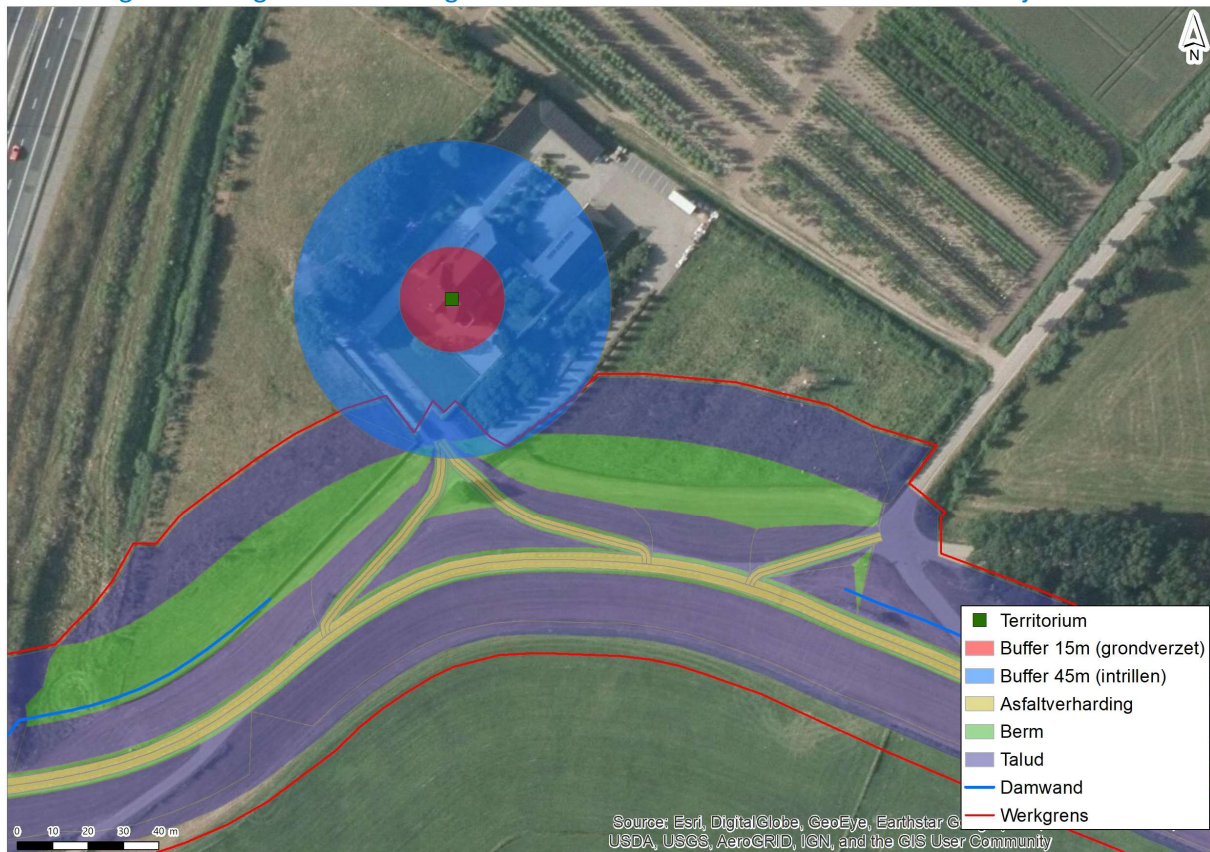 N
Territorium
Buffer 15m (grondverzet)
Buffer 45m (intrillen)
Asfaltverharding
Berm
Talud
Damwand
Werkgrens
0 10 20 30 40 m
Source: Esri, DigitalGlobe, GeoEye, Earthstar
USDA, USGS, AeroGRID, IGN, and the GIS User Community